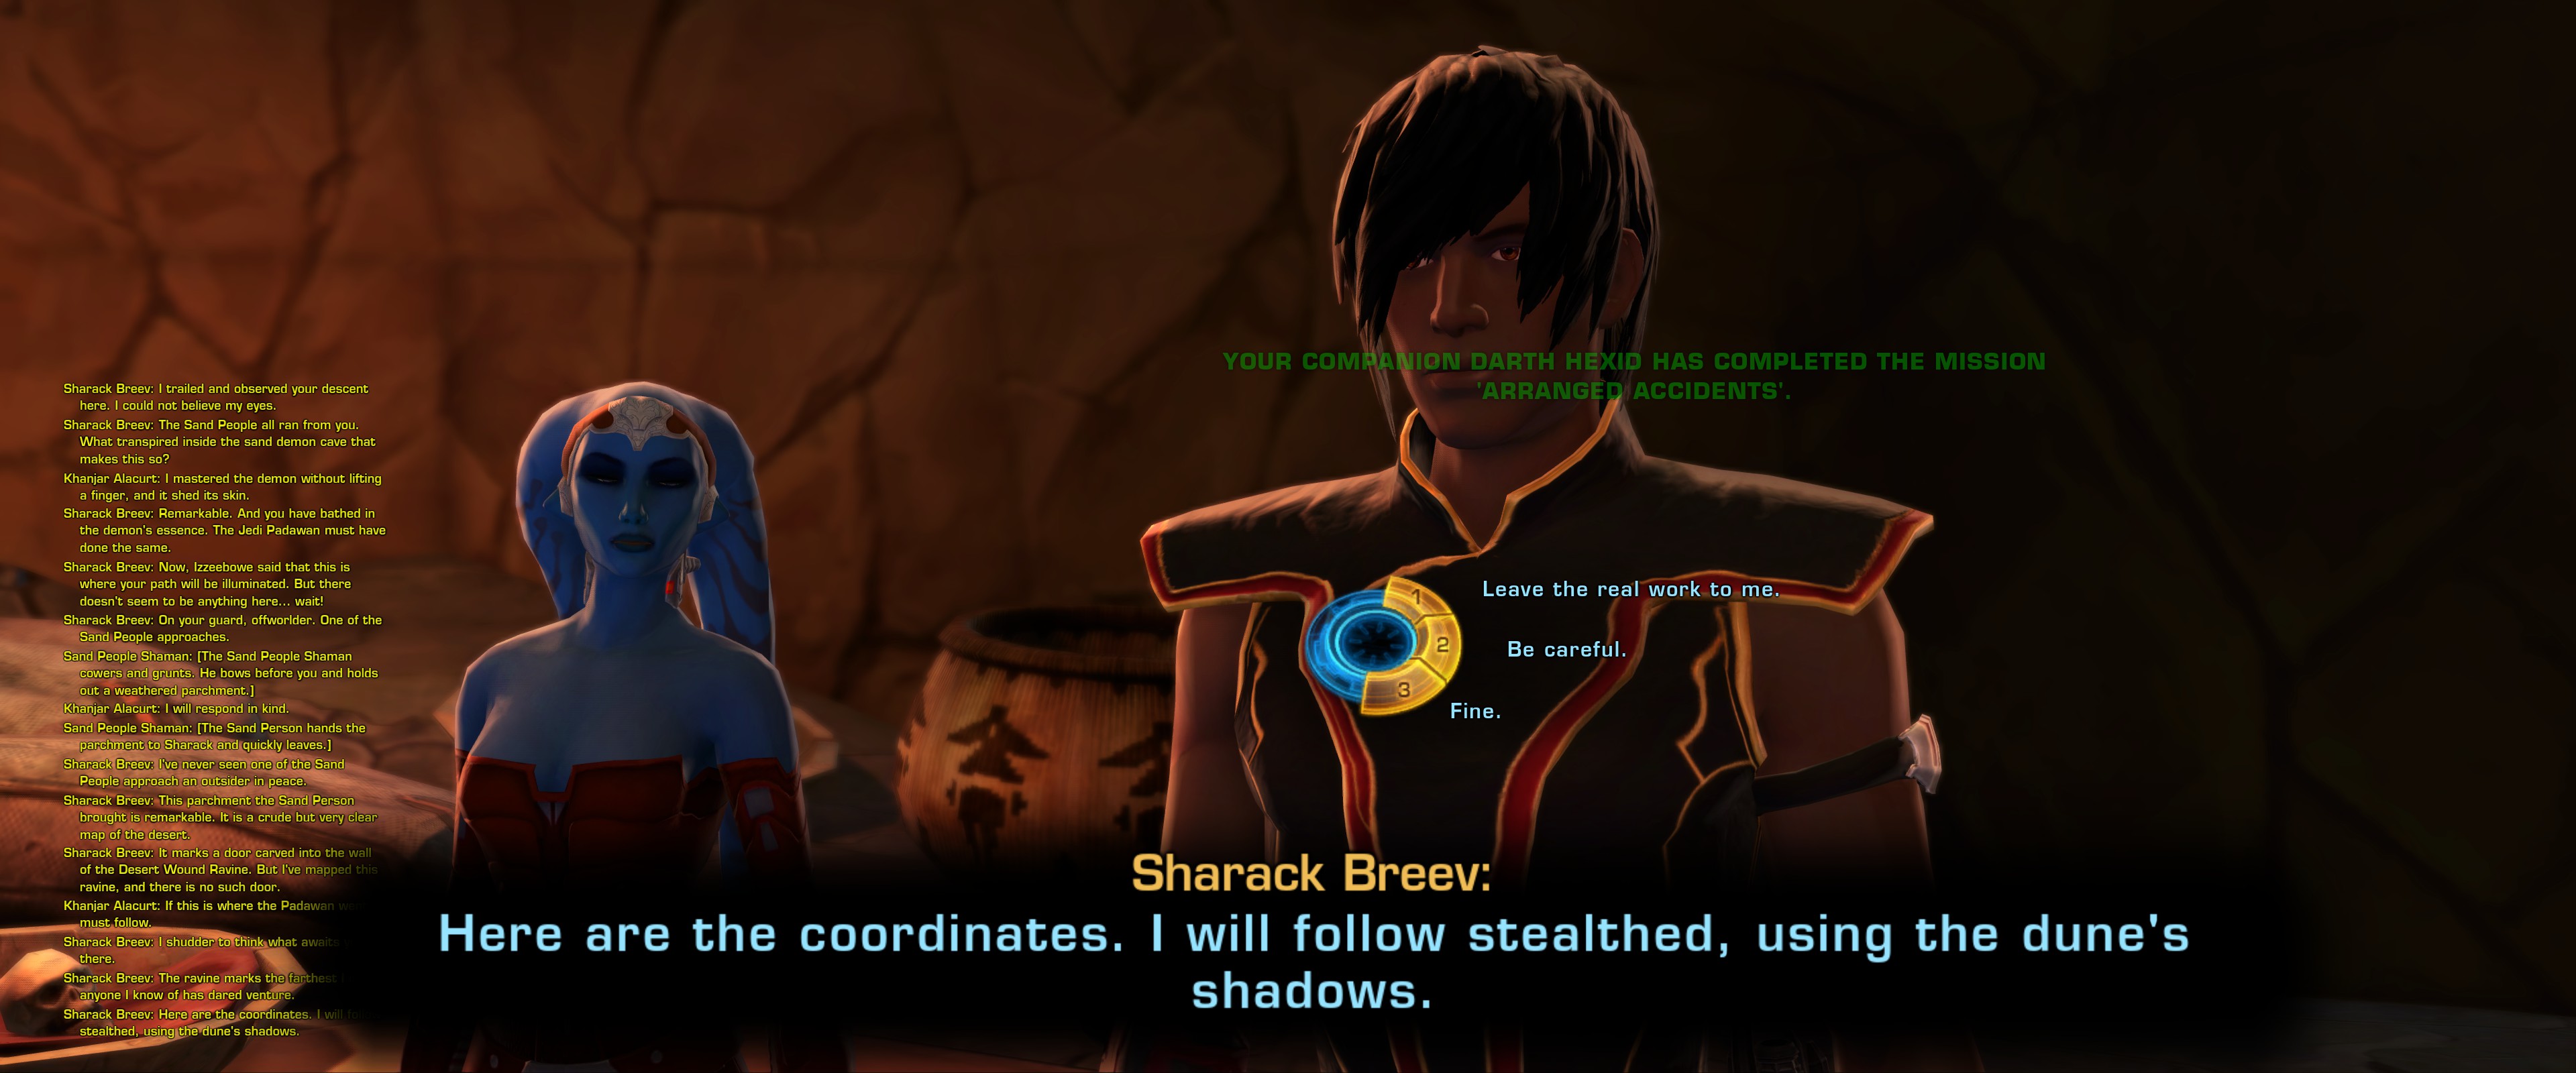 Sharack Breev: I trailed and observed your descent
here. I could not believe my eyes.
Sharack Breev: The Sand People all ran from you.
What transpired inside the sand demon cave that
makes this so?
Khanjar Alacurt: I mastered the demon without lifting
a finger, and it shed its skin.
Sharack Breev: Remarkable. And you have bathed in
the demon's essence. The Jedi Padawan must have
done the same.
Sharack Breev: Now, Izzeebowe said that this is
where your path will be illuminated. But there
doesn't seem to be anything here... wait!
Sharack Breev: On your guard, offworlder. One of the
Sand People approaches.
Sand People Shaman: [The Sand People Shaman
cowers and grunts. He bows before you and holds
out a weathered parchment.]
Khanjar Alacurt: I will respond in kind.
Sand People Shaman: [The Sand Person hands the
parchment to Sharack and quickly leaves.]
Sharack Breev: I've never seen one of the Sand
People approach an outsider in peace.
Sharack Breev: This parchment the Sand Person
brought is remarkable. It is a crude but very clear
map of the desert.
Sharack Breev: It marks a door carved into the wall
of the Desert Wound Ravine. But I've mapped this
ravine, and there is no such door.
Khanjar Alacurt: If this is where the Padawan
must follow.
Sharack Breev: I shudder to think what awaits
there.
Sharack Breev: The ravine marks the farthest
anyone I know of has dared venture.
Sharack Breev: Here are the coordinates. I will
stealthed, using the dune's shadows.
YOUR COMPANION DARTH HEXID HAS COMPLETED THE MISSION
'ARRANGED ACCIDENTS'.
1 Leave the real work to me.
2 Be careful.
3 Fine.
Sharack Breev:
Here are the coordinates. I will follow stealthed, using the dune's
shadows.